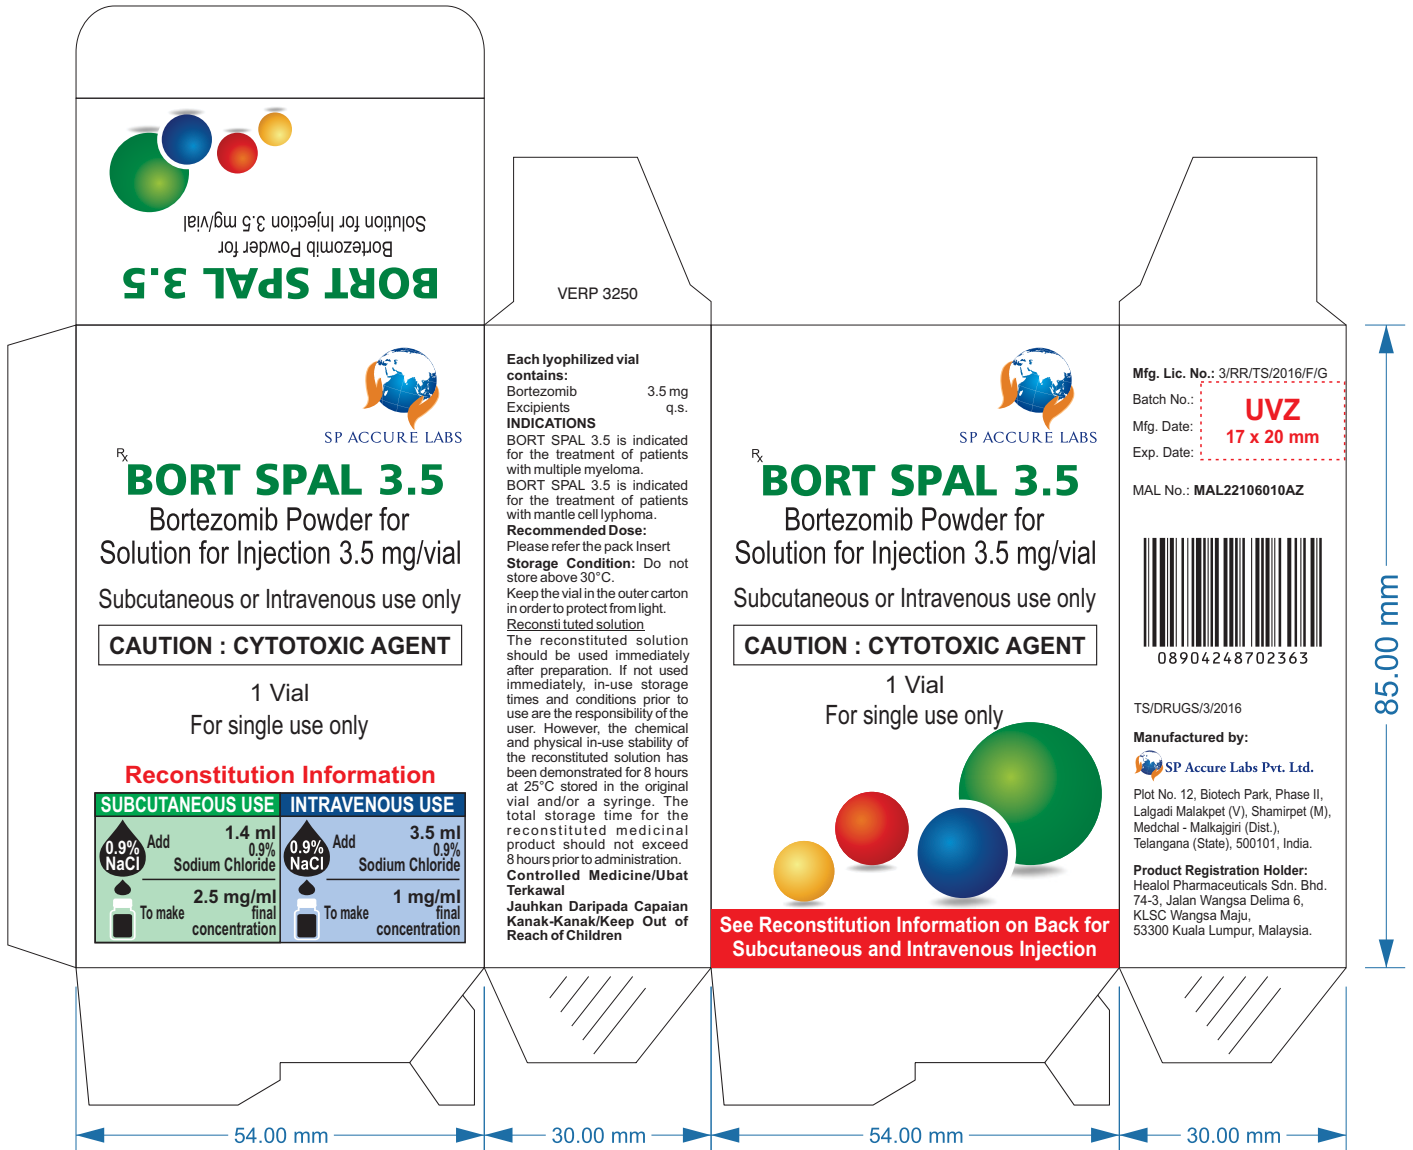 BORT SPAL 3.5
Bortezomib Powder for
Solution for Injection 3.5 mg/vial
VERP 3250
SP ACCURE LABS
Rx
BORT SPAL 3.5
Bortezomib Powder for
Solution for Injection 3.5 mg/vial
Subcutaneous or Intravenous use only
CAUTION : CYTOTOXIC AGENT
1 Vial
For single use only
Reconstitution Information
SUBCUTANEOUS USE
0.9%
NaCl
Add
1.4 ml
0.9%
Sodium Chloride
To make
2.5 mg/ml
final
concentration
INTRAVENOUS USE
0.9%
NaCl
Add
3.5 ml
0.9%
Sodium Chloride
To make
1 mg/ml
final
concentration
Each lyophilized vial
contains:
Bortezomib 3.5 mg
Excipients q.s.
INDICATIONS
BORT SPAL 3.5 is indicated
for the treatment of patients
with multiple myeloma.
BORT SPAL 3.5 is indicated
for the treatment of patients
with mantle cell lyphoma.
Recommended Dose:
Please refer the pack Insert
Storage Condition: Do not
store above 30°C.
Keep the vial in the outer carton
in order to protect from light.
Reconsti tuted solution
The reconstituted solution
should be used immediately
after preparation. If not used
immediately, in-use storage
times and conditions prior to
use are the responsibility of the
user. However, the chemical
and physical in-use stability of
the reconstituted solution has
been demonstrated for 8 hours
at 25°C stored in the original
vial and/or a syringe. The
total storage time for the
reconstituted medicinal
product should not exceed
8 hours prior to administration.
Controlled Medicine/Ubat
Terkawal
Jauhkan Daripada Capaian
Kanak-Kanak/Keep Out of
Reach of Children
SP ACCURE LABS
Rx
BORT SPAL 3.5
Bortezomib Powder for
Solution for Injection 3.5 mg/vial
Subcutaneous or Intravenous use only
CAUTION : CYTOTOXIC AGENT
1 Vial
For single use only
See Reconstitution Information on Back for
Subcutaneous and Intravenous Injection
Mfg. Lic. No.: 3/RR/TS/2016/F/G
Batch No.:
Mfg. Date:
Exp. Date:
UVZ
17 x 20 mm
MAL No.: MAL22106010AZ
08904248702363
TS/DRUGS/3/2016
Manufactured by:
SP Accure Labs Pvt. Ltd.
Plot No. 12, Biotech Park, Phase II,
Lalgadi Malakpet (V), Shamirpet (M),
Medchal - Malkajgiri (Dist.),
Telangana (State), 500101, India.
Product Registration Holder:
Healol Pharmaceuticals Sdn. Bhd.
74-3, Jalan Wangsa Delima 6,
KLSC Wangsa Maju,
53300 Kuala Lumpur, Malaysia.
85.00 mm
54.00 mm
30.00 mm
54.00 mm
30.00 mm